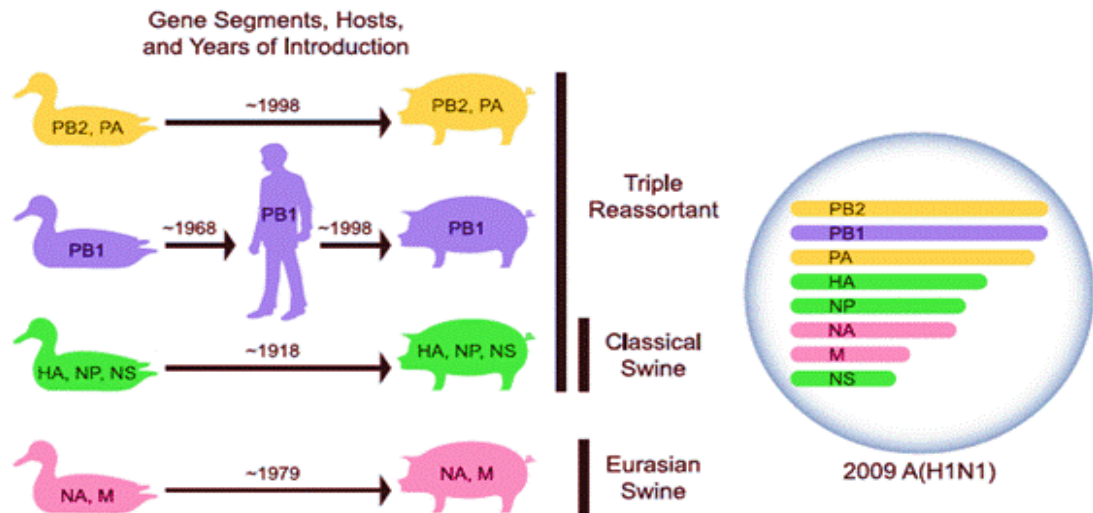 Gene Segments, Hosts,
and Years of Introduction
PB2, PA
~1998
PB2, PA
PB1
~1968
PB1
~1998
PB1
HA, NP, NS
~1918
HA, NP, NS
NA, M
~1979
NA, M
Triple
Reassortant
Classical
Swine
Eurasian
Swine
PB2
PB1
PA
HA
NP
NA
M
NS
2009 A(H1N1)